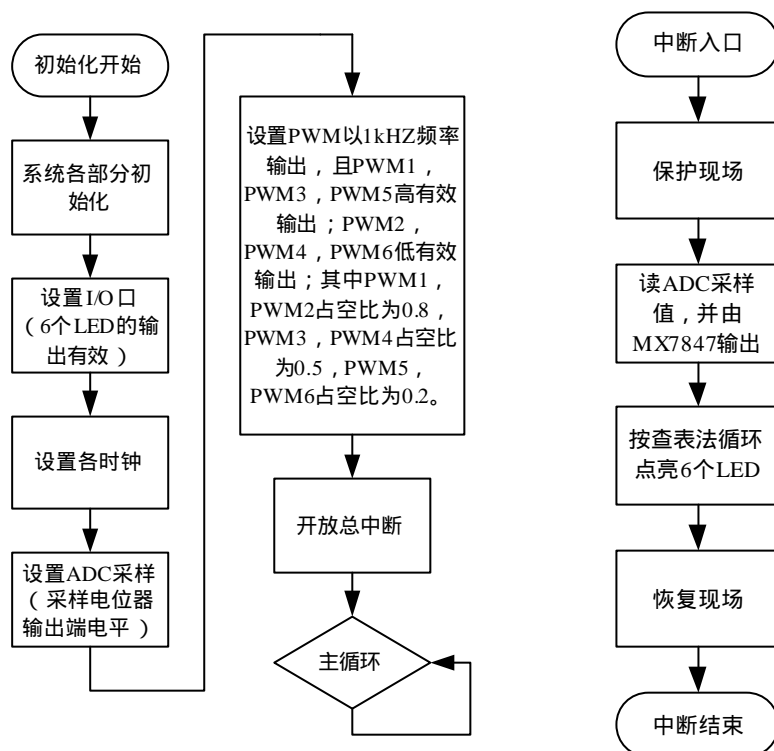 初始化开始
系统各部分初
始化
设置I/O口
（6个LED的输
出有效）
设置各时钟
设置ADC采样
（采样电位器
输出端电平）
设置PWM以1kHZ频率
输出，且PWM1，
PWM3，PWM5高有效
输出；PWM2，
PWM4，PWM6低有效
输出；其中PWM1，
PWM2占空比为0.8，
PWM3，PWM4占空比
为0.5，PWM5，
PWM6占空比为0.2。
开放总中断
主循环
中断入口
保护现场
读ADC采样
值，并由
MX7847输出
按查表法循环
点亮6个LED
恢复现场
中断结束